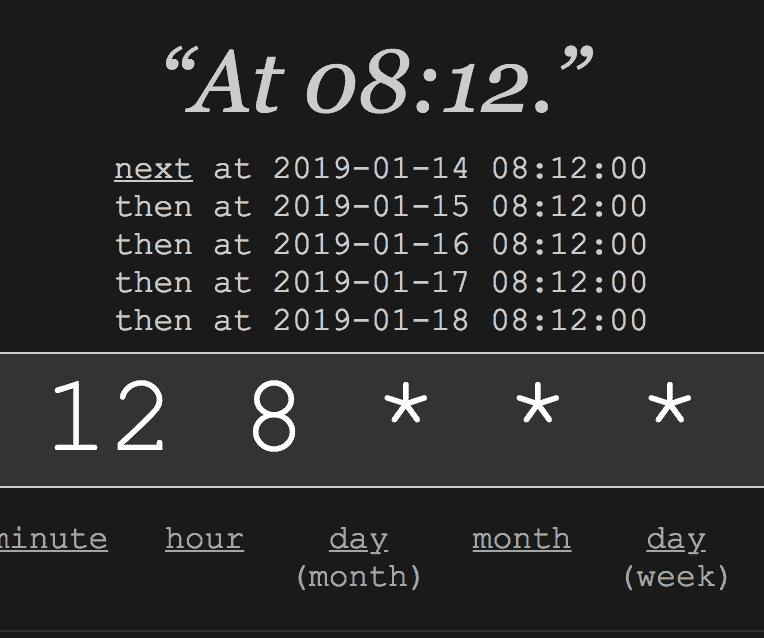 “At 08:12.”
next at 2019-01-14 08:12:00
then at 2019-01-15 08:12:00
then at 2019-01-16 08:12:00
then at 2019-01-17 08:12:00
then at 2019-01-18 08:12:00
12 8 * * *
minute hour day month day
(month) (week)